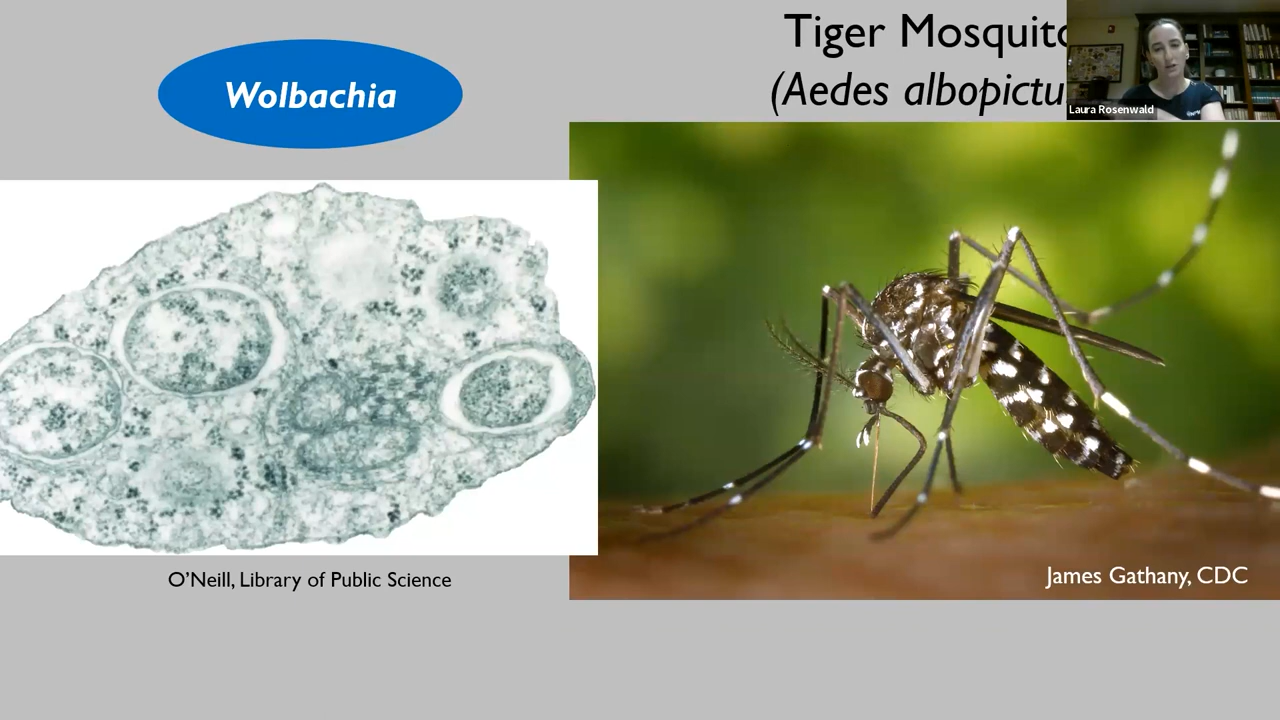 Wolbachia
Tiger Mosquito
(Aedes albopictu
Laura Rosenwald
O'Neill, Library of Public Science
James Gathany, CDC